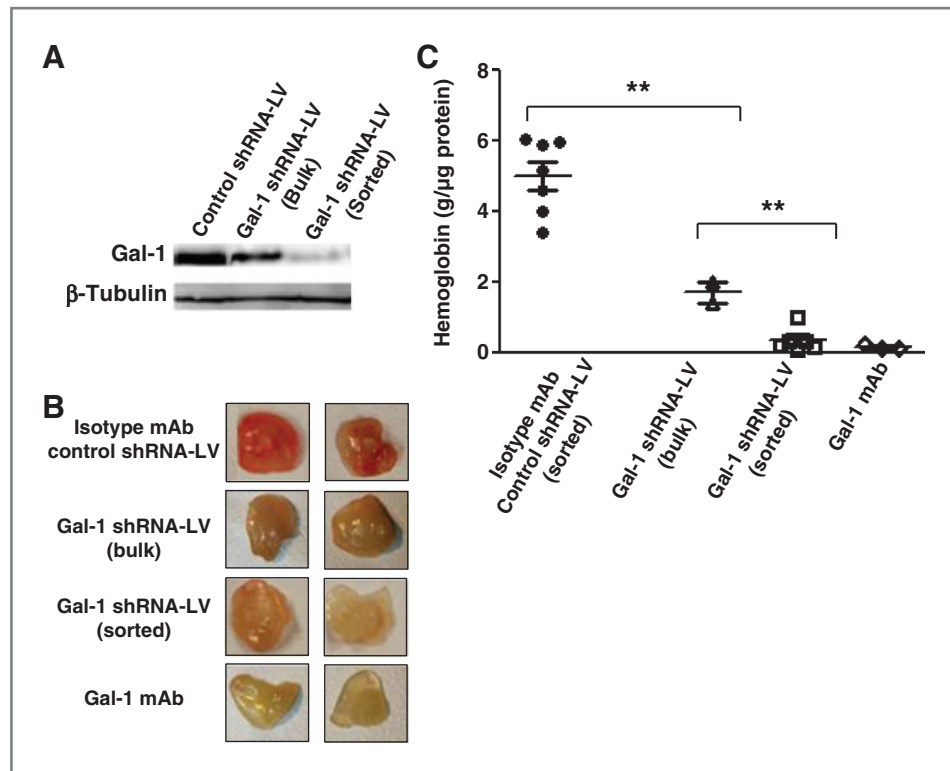 A
Control shRNA-LV
Gal-1 shRNA-LV
(Bulk)
Gal-1 shRNA-LV
(Sorted)
Gal-1
β-Tubulin
B
Isotype mAb
control shRNA-LV
Gal-1 shRNA-LV
(bulk)
Gal-1 shRNA-LV
(sorted)
Gal-1 mAb
C
Hemoglobin (g/µg protein)
8
6
4
2
0
**
**
Isotype mAb
Control shRNA-LV
(sorted)
Gal-1 shRNA-LV
(bulk)
Gal-1 shRNA-LV
(sorted)
Gal-1 mAb